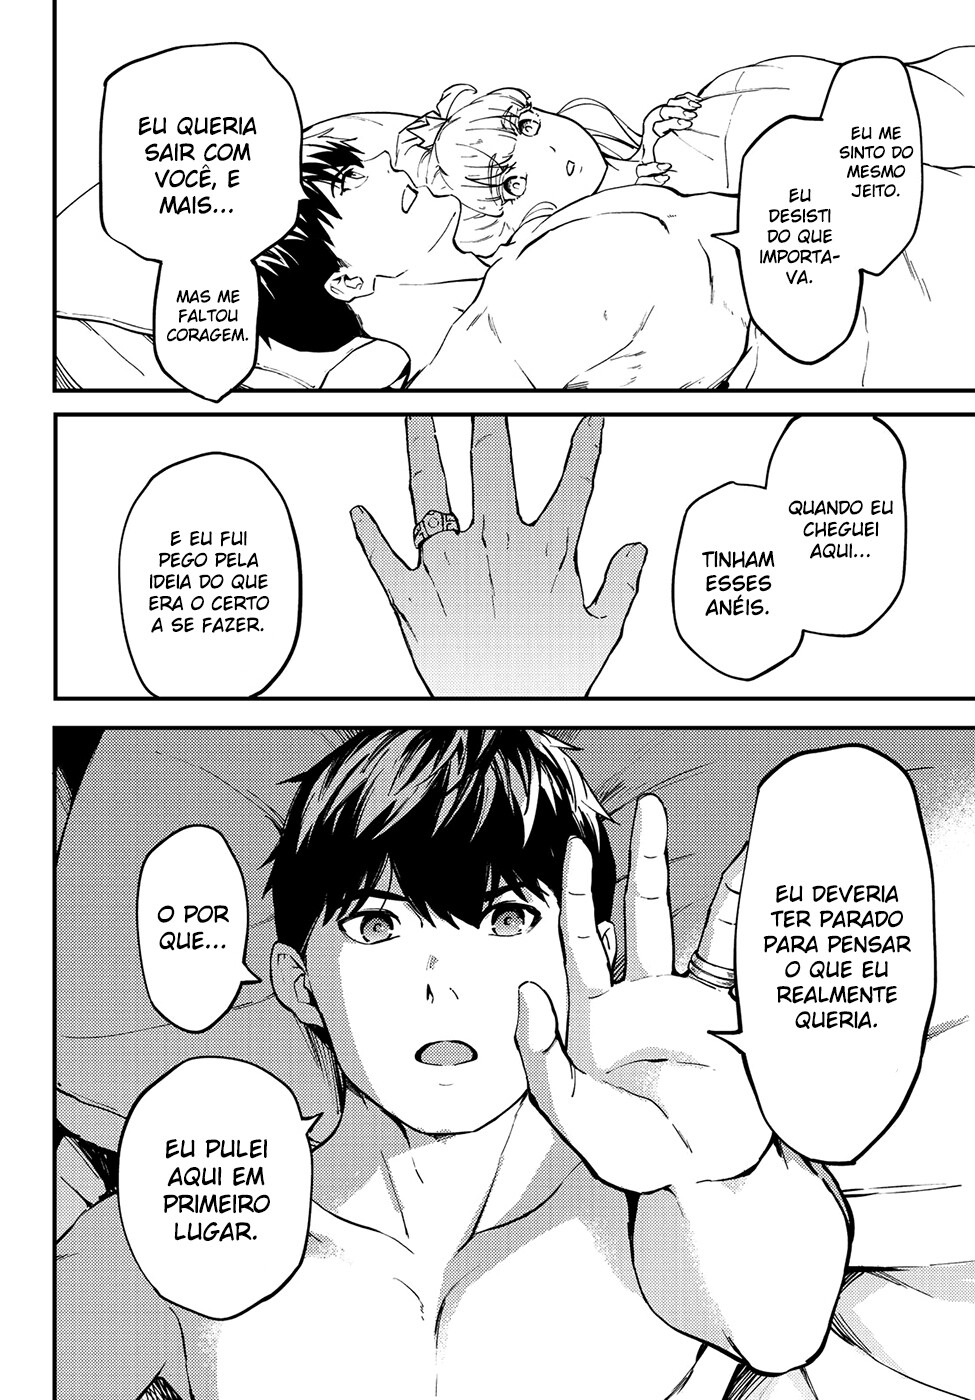 EU ME
SINTO DO
MESMO
JEITO.
EU
DESISTI
DO QUE
IMPORTA-
VA.
EU QUERIA
SAIR COM
VOCÊ, E
MAIS...
MAS ME
FALTOU
CORAGEM.
QUANDO EU
CHEGUEI
AQUI...
TINHAM
ESSES
ANÉIS.
E EU FUI
PEGO PELA
IDEIA DO QUE
ERA O CERTO
A SE FAZER.
EU DEVERIA
TER PARADO
PARA PENSAR
O QUE EU
REALMENTE
QUERIA.
O POR
QUE...
EU PULEI
AQUI EM
PRIMEIRO
LUGAR.